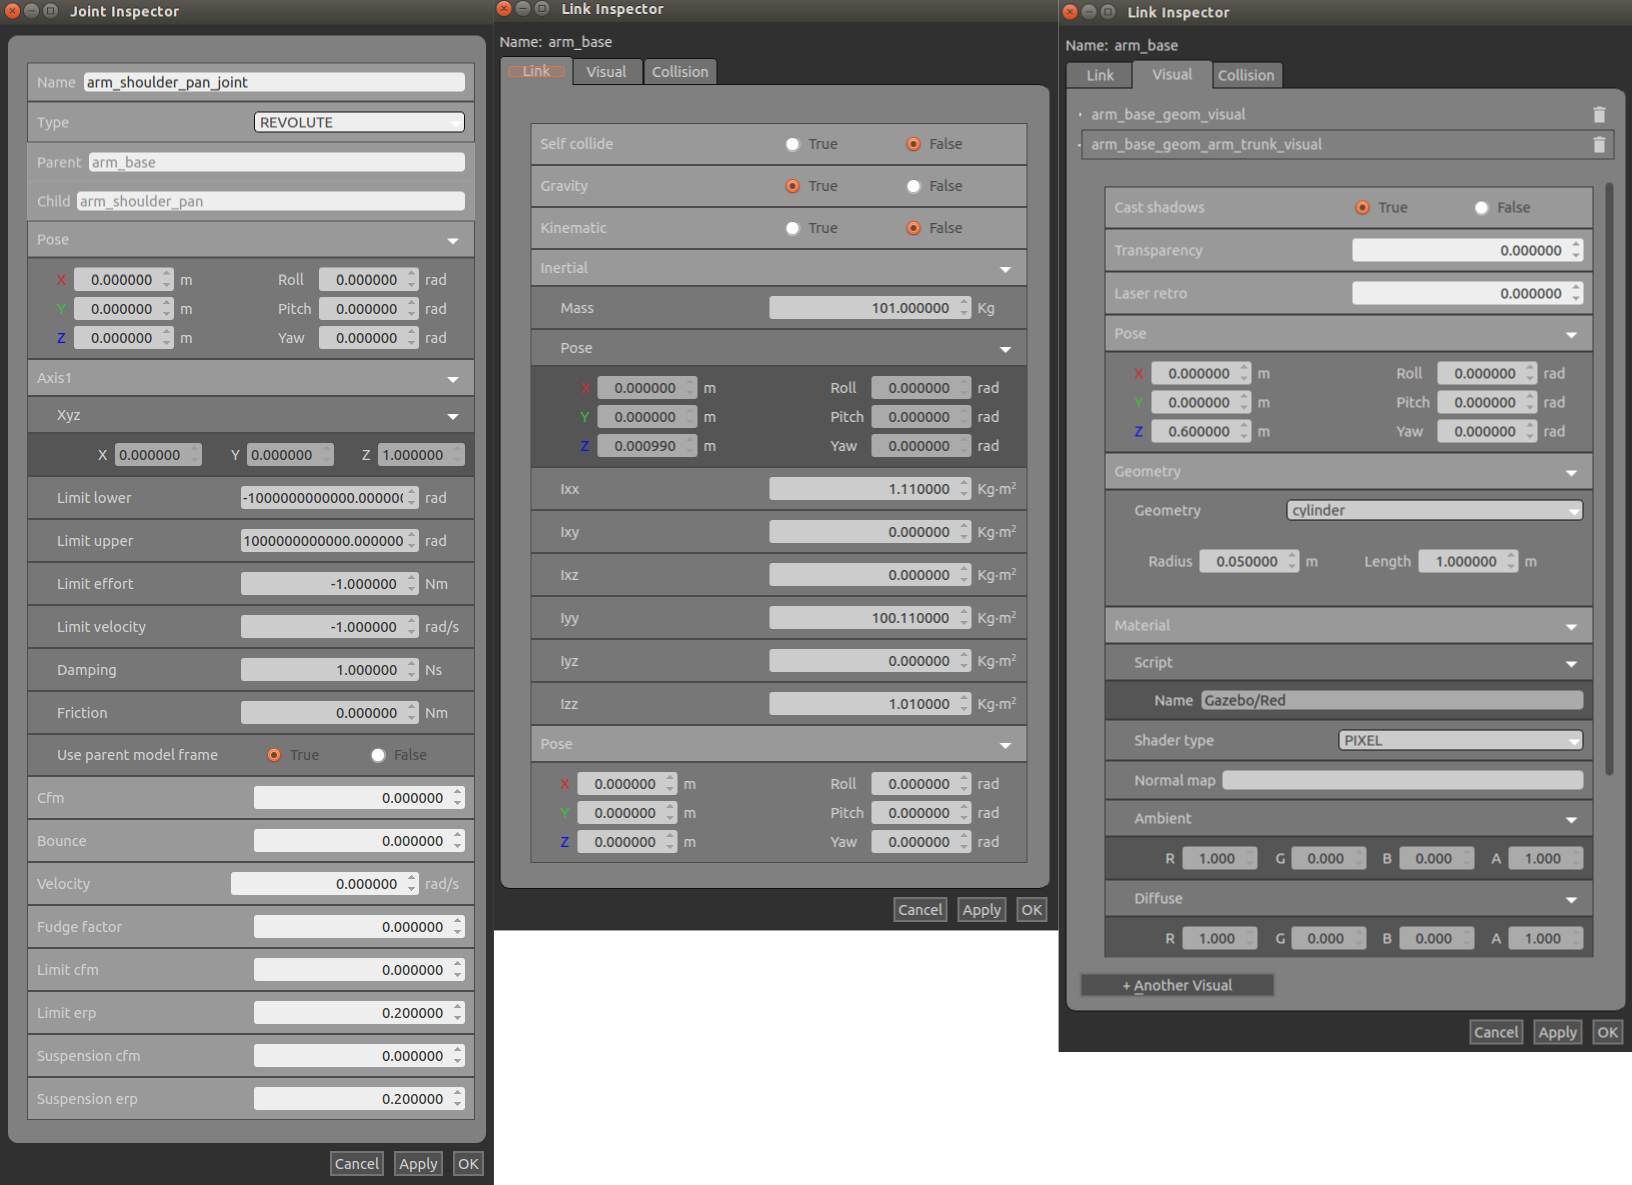 Joint Inspector
Name arm_shoulder_pan_joint
Type REVOLUTE
Parent arm_base
Child arm_shoulder_pan
Pose
X 0.000000 m Roll 0.000000 rad
Y 0.000000 m Pitch 0.000000 rad
Z 0.000000 m Yaw 0.000000 rad
Axis1
Xyz
X 0.000000 Y 0.000000 Z 1.000000
Limit lower -1000000000000.000000 rad
Limit upper 1000000000000.000000 rad
Limit effort -1.000000 Nm
Limit velocity -1.000000 rad/s
Damping 1.000000 Ns
Friction 0.000000 Nm
Use parent model frame True False
Cfm 0.000000
Bounce 0.000000
Velocity 0.000000 rad/s
Fudge factor 0.000000
Limit cfm 0.000000
Limit erp 0.200000
Suspension cfm 0.000000
Suspension erp 0.200000
Cancel Apply OK
Link Inspector
Name: arm_base
Link Visual Collision
Self collide True False
Gravity True False
Kinematic True False
Inertial
Mass 101.000000 Kg
Pose
X 0.000000 m Roll 0.000000 rad
Y 0.000000 m Pitch 0.000000 rad
Z 0.000990 m Yaw 0.000000 rad
Ixx 1.110000 Kg·m²
Ixy 0.000000 Kg·m²
Ixz 0.000000 Kg·m²
Iyy 100.110000 Kg·m²
Iyz 0.000000 Kg·m²
Izz 1.010000 Kg·m²
Pose
X 0.000000 m Roll 0.000000 rad
Y 0.000000 m Pitch 0.000000 rad
Z 0.000000 m Yaw 0.000000 rad
Cancel Apply OK
Link Inspector
Name: arm_base
Link Visual Collision
arm_base_geom_visual
arm_base_geom_arm_trunk_visual
Cast shadows True False
Transparency 0.000000
Laser retro 0.000000
Pose
X 0.000000 m Roll 0.000000 rad
Y 0.000000 m Pitch 0.000000 rad
Z 0.600000 m Yaw 0.000000 rad
Geometry
Geometry cylinder
Radius 0.050000 m Length 1.000000 m
Material
Script
Name Gazebo/Red
Shader type PIXEL
Normal map
Ambient
R 1.000 G 0.000 B 0.000 A 1.000
Diffuse
R 1.000 G 0.000 B 0.000 A 1.000
+ Another Visual
Cancel Apply OK